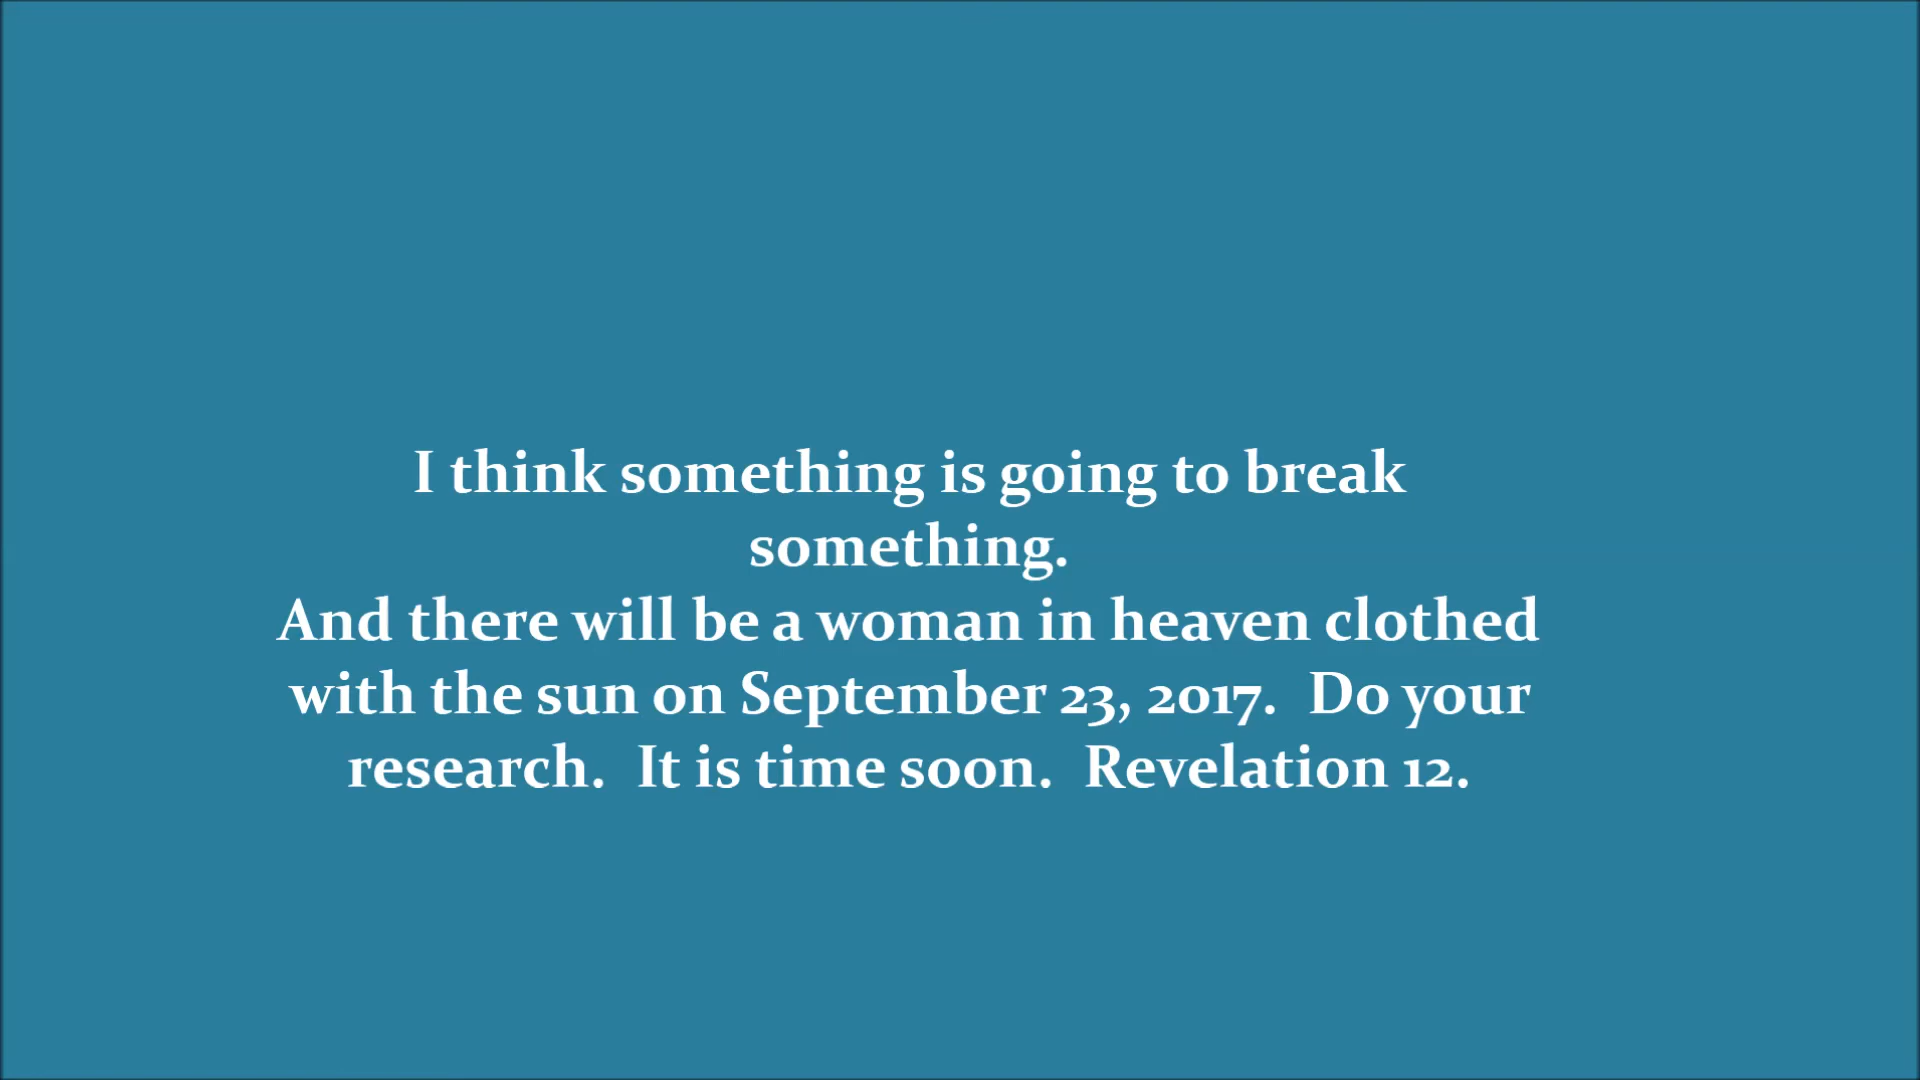 I think something is going to break
something.
And there will be a woman in heaven clothed
with the sun on September 23, 2017.  Do your
research.  It is time soon.  Revelation 12.